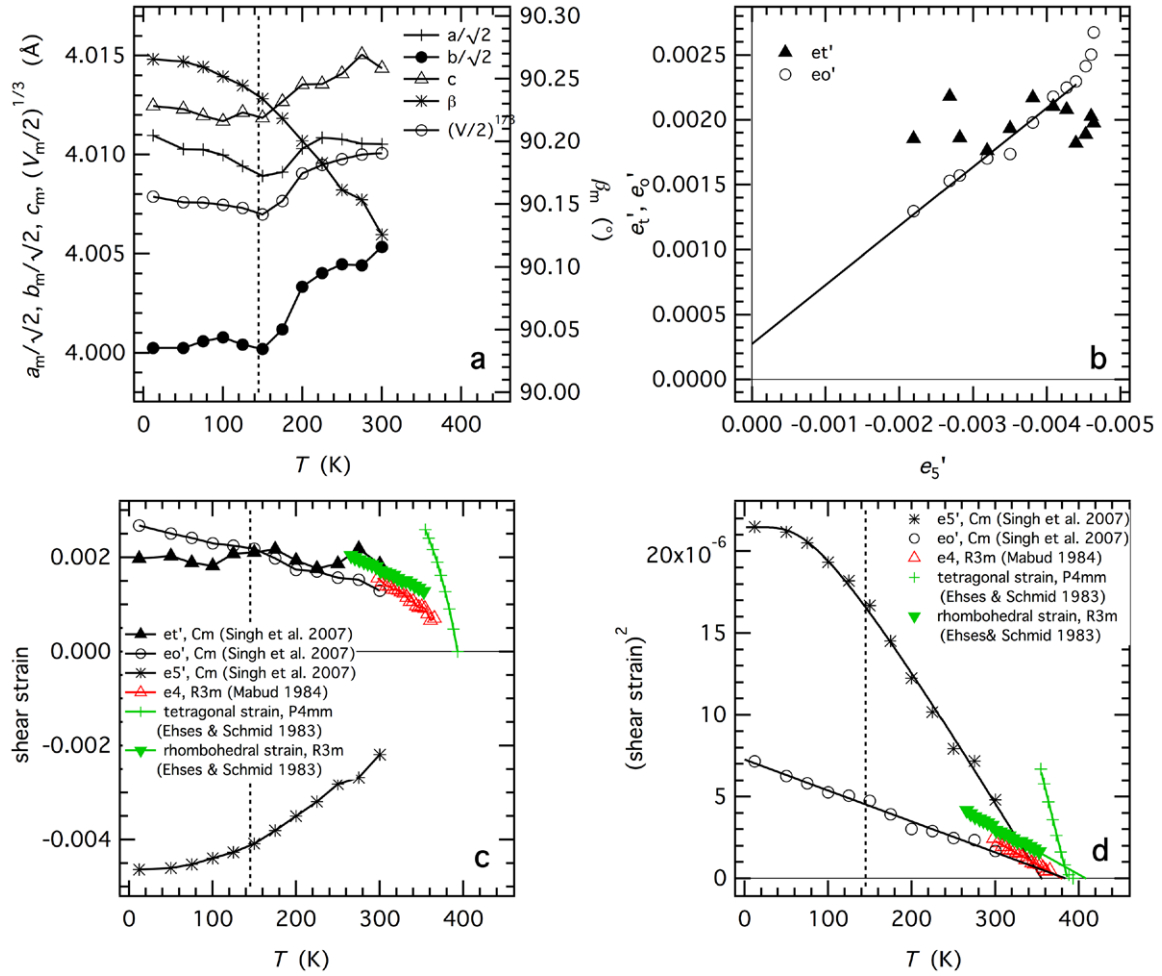 90.30
90.25
90.20
90.15
90.10
90.05
90.00
4.015
4.010
4.005
4.000
a/√2
b/√2
c
β
(V/2)^1/3
a_m/√2, b_m/√2, c_m, (V_m/2)^1/3 (Å)
β_m (°)
a
0 100 200 300 400
T (K)
0.0025
0.0020
0.0015
0.0010
0.0005
0.0000
et'
eo'
e_t', e_o'
b
0.000 -0.001 -0.002 -0.003 -0.004 -0.005
e_5'
0.002
0.000
-0.002
-0.004
shear strain
et', Cm (Singh et al. 2007)
eo', Cm (Singh et al. 2007)
e5', Cm (Singh et al. 2007)
e4, R3m (Mabud 1984)
tetragonal strain, P4mm
(Ehses & Schmid 1983)
rhombohedral strain, R3m
(Ehses & Schmid 1983)
c
0 100 200 300 400
T (K)
20x10^-6
15
10
5
0
(shear strain)^2
e5', Cm (Singh et al. 2007)
eo', Cm (Singh et al. 2007)
e4, R3m (Mabud 1984)
tetragonal strain, P4mm
(Ehses & Schmid 1983)
rhombohedral strain, R3m
(Ehses& Schmid 1983)
d
0 100 200 300 400
T (K)